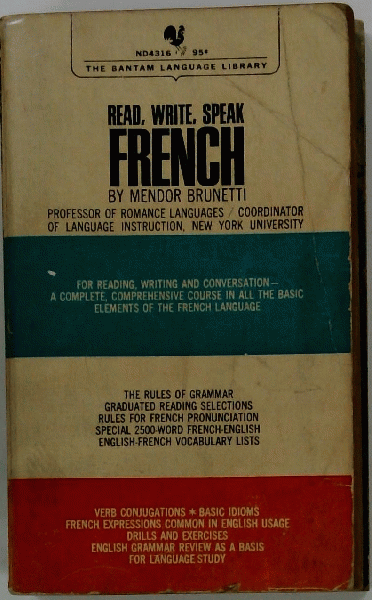 ND4316 · 95¢
THE BANTAM LANGUAGE LIBRARY
READ, WRITE, SPEAK
FRENCH
BY MENDOR BRUNETTI
PROFESSOR OF ROMANCE LANGUAGES / COORDINATOR
OF LANGUAGE INSTRUCTION, NEW YORK UNIVERSITY
FOR READING, WRITING AND CONVERSATION—
A COMPLETE, COMPREHENSIVE COURSE IN ALL THE BASIC
ELEMENTS OF THE FRENCH LANGUAGE
THE RULES OF GRAMMAR
GRADUATED READING SELECTIONS
RULES FOR FRENCH PRONUNCIATION
SPECIAL 2500-WORD FRENCH-ENGLISH
ENGLISH-FRENCH VOCABULARY LISTS
VERB CONJUGATIONS * BASIC IDIOMS
FRENCH EXPRESSIONS COMMON IN ENGLISH USAGE
DRILLS AND EXERCISES
ENGLISH GRAMMAR REVIEW AS A BASIS
FOR LANGUAGE STUDY